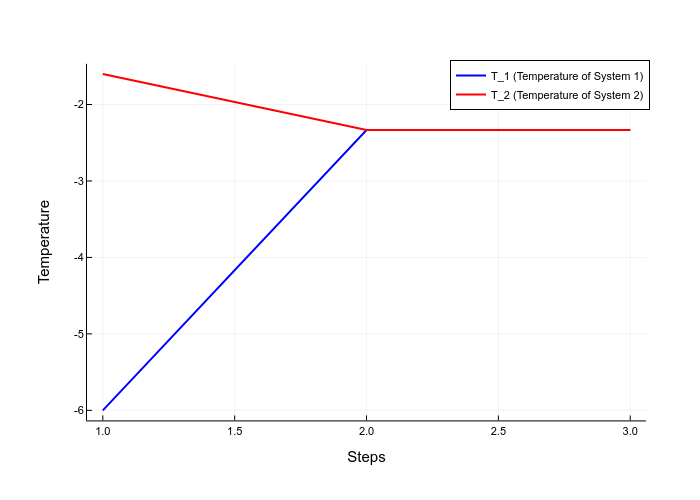 T_1 (Temperature of System 1)
T_2 (Temperature of System 2)
-2
-3
-4
-5
-6
Temperature
1.0 1.5 2.0 2.5 3.0
Steps